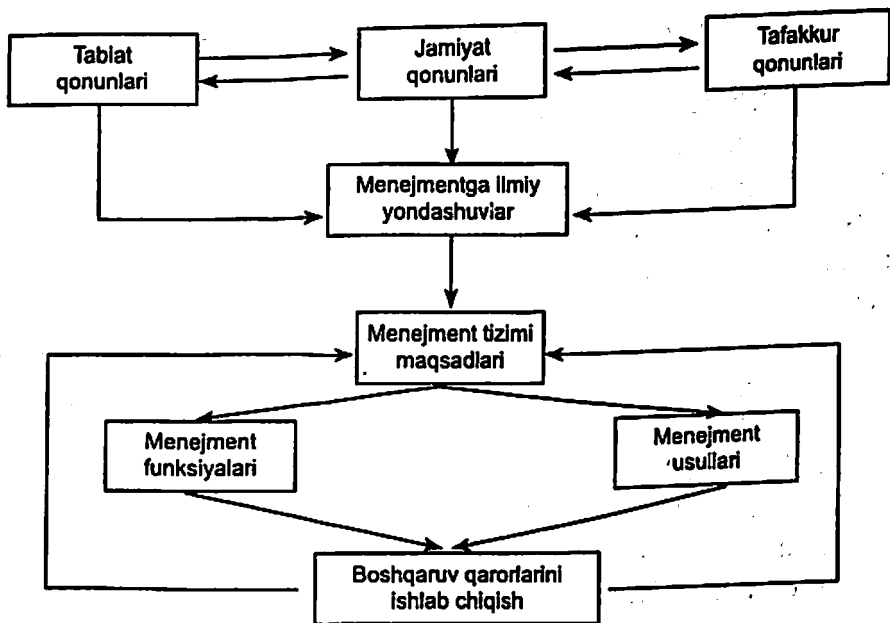 Tabiat
qonunlari
Jamiyat
qonunlari
Tafakkur
qonunlari
Menejmentga ilmiy
yondashuvlar
Menejment tizimi
maqsadlari
Menejment
funksiyalari
Menejment
usullari
Boshqaruv qarorlarini
ishlab chiqish